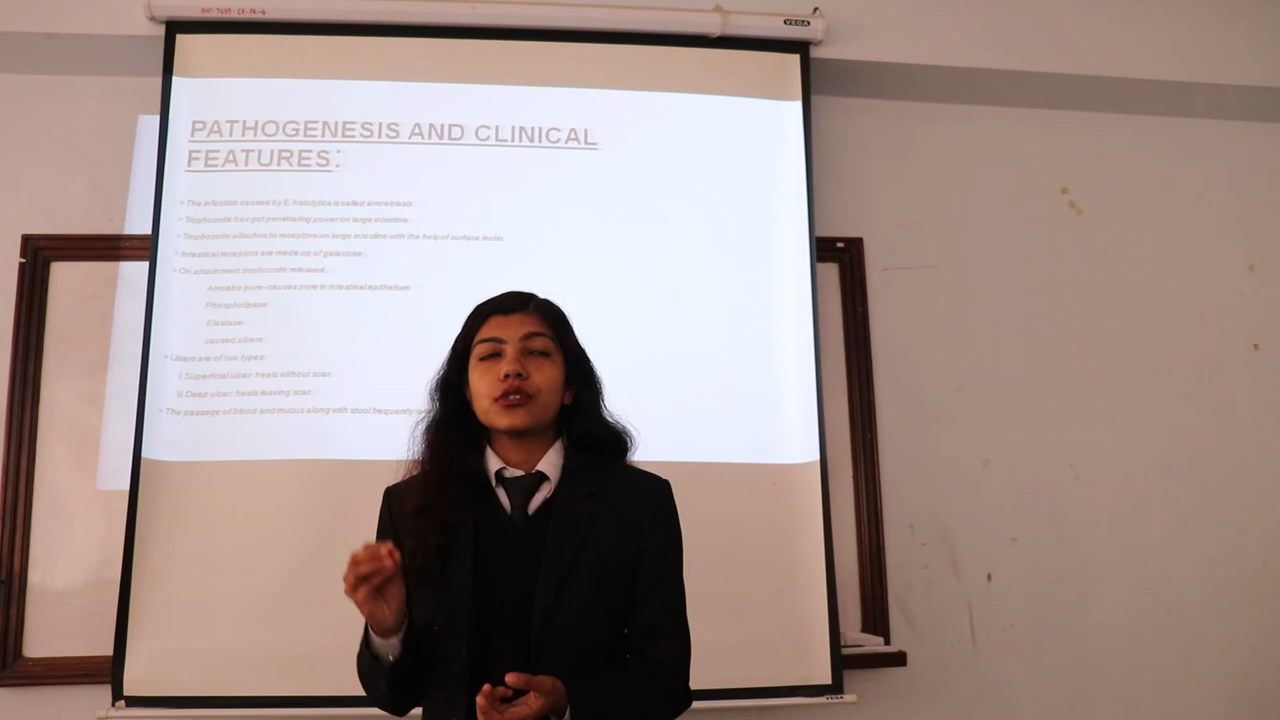 VEGA
PATHOGENESIS AND CLINICAL
FEATURES:
> The infection caused by E.histolytica is called amoebiasis.
> Trophozoite has got penetrating power on large intestine.
> Trophozoite attaches to receptors on large intestine with the help of surface lectin.
> Intestinal receptors are made up of galactose.
> On attachment trophozoite released:
Amoebo pore-causes pore in intestinal epithelium
Phospholipase
Elastase
caused ulcers
> Ulcers are of two types:
I.Superficial ulcer: heals without scar.
II.Deep ulcer: heals leaving scar.
> The passage of blood and mucus along with stool frequently
VEGA